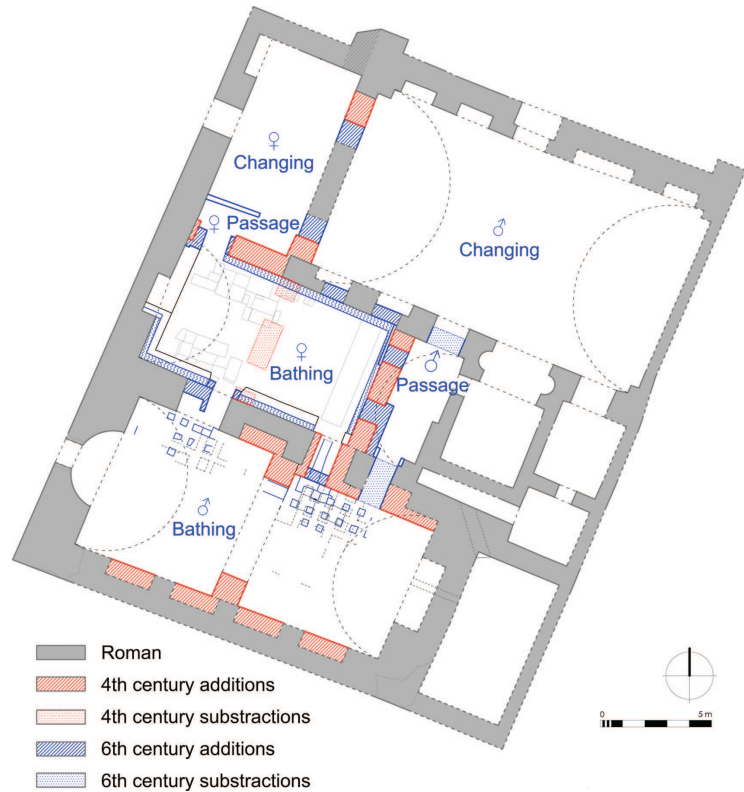 ♀
Changing
♀ Passage
♂
Changing
♀
Bathing
♂
Passage
♂
Bathing
Roman
4th century additions
4th century substractions
6th century additions
6th century substractions
0 5 m